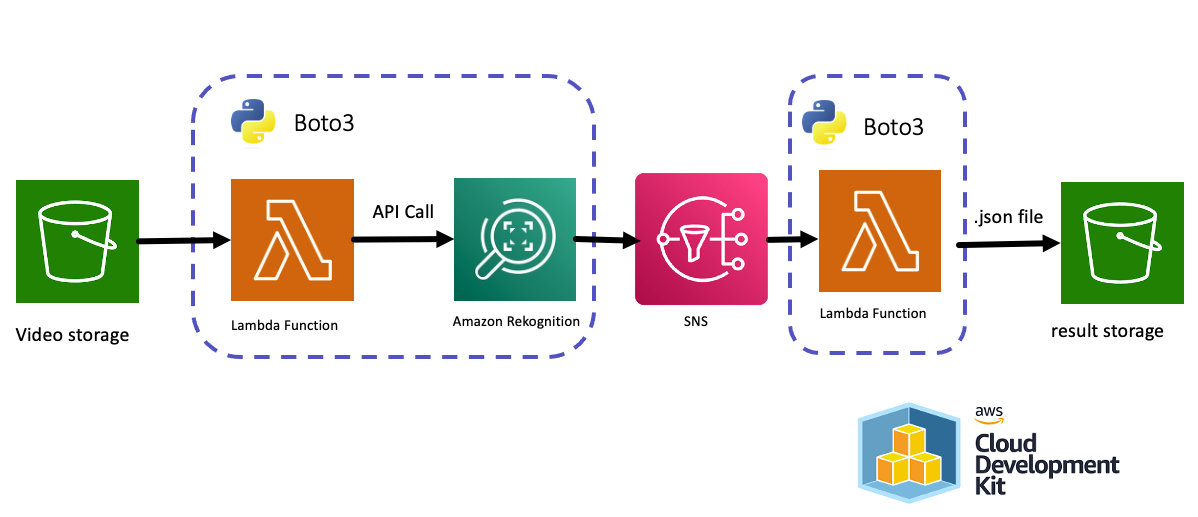 Boto3
Boto3
API Call
.json file
Video storage
Lambda Function
Amazon Rekognition
SNS
Lambda Function
result storage
aws
Cloud
Development
Kit